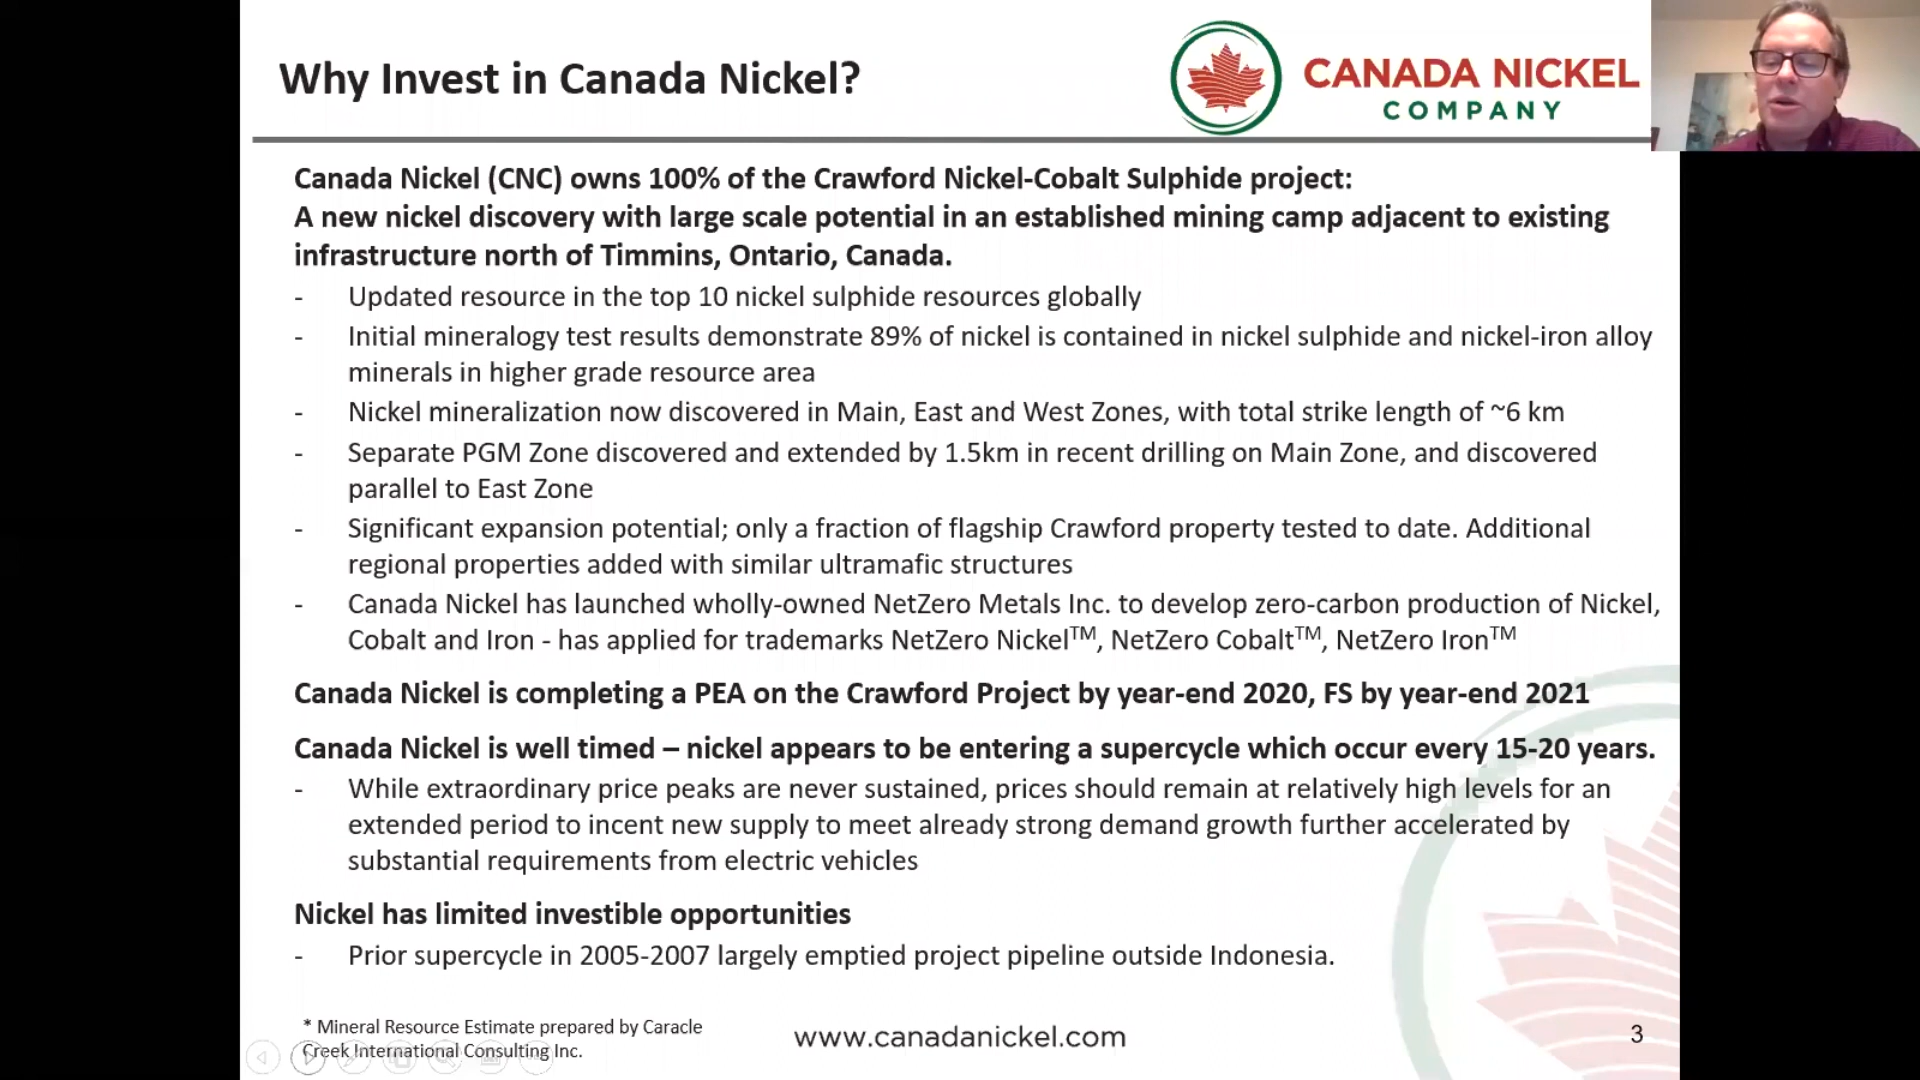 Why Invest in Canada Nickel?
CANADA NICKEL
COMPANY
Canada Nickel (CNC) owns 100% of the Crawford Nickel-Cobalt Sulphide project:
A new nickel discovery with large scale potential in an established mining camp adjacent to existing
infrastructure north of Timmins, Ontario, Canada.
- Updated resource in the top 10 nickel sulphide resources globally
- Initial mineralogy test results demonstrate 89% of nickel is contained in nickel sulphide and nickel-iron alloy
minerals in higher grade resource area
- Nickel mineralization now discovered in Main, East and West Zones, with total strike length of ~6 km
- Separate PGM Zone discovered and extended by 1.5km in recent drilling on Main Zone, and discovered
parallel to East Zone
- Significant expansion potential; only a fraction of flagship Crawford property tested to date. Additional
regional properties added with similar ultramafic structures
- Canada Nickel has launched wholly-owned NetZero Metals Inc. to develop zero-carbon production of Nickel,
Cobalt and Iron - has applied for trademarks NetZero Nickel™, NetZero Cobalt™, NetZero Iron™
Canada Nickel is completing a PEA on the Crawford Project by year-end 2020, FS by year-end 2021
Canada Nickel is well timed – nickel appears to be entering a supercycle which occur every 15-20 years.
- While extraordinary price peaks are never sustained, prices should remain at relatively high levels for an
extended period to incent new supply to meet already strong demand growth further accelerated by
substantial requirements from electric vehicles
Nickel has limited investible opportunities
- Prior supercycle in 2005-2007 largely emptied project pipeline outside Indonesia.
* Mineral Resource Estimate prepared by Caracle
Creek International Consulting Inc.
www.canadanickel.com
3